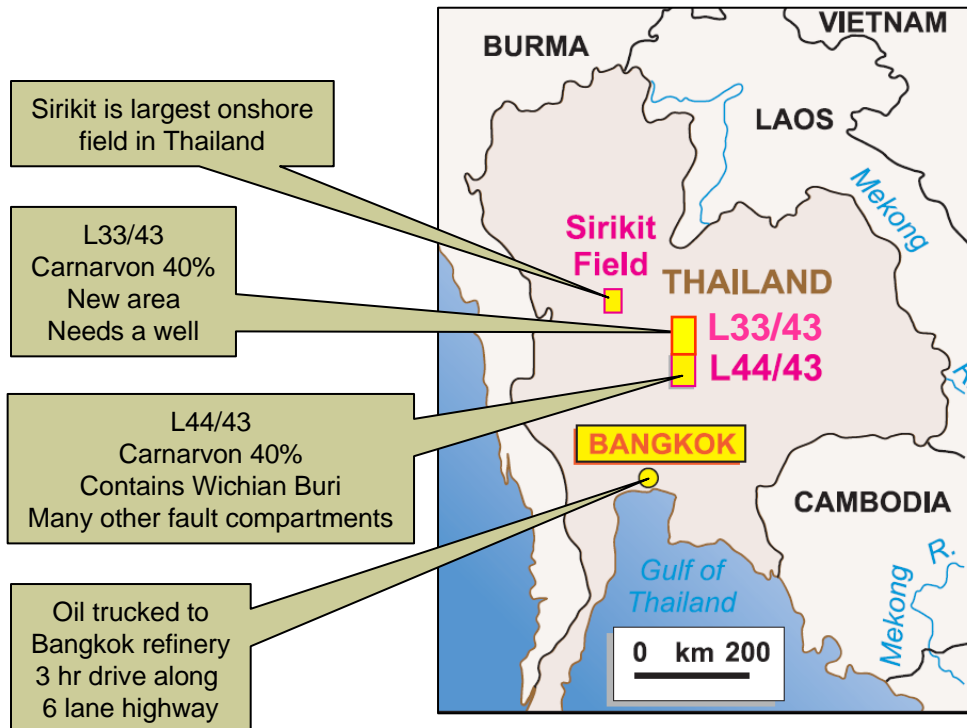 Sirikit is largest onshore
field in Thailand
L33/43
Carnarvon 40%
New area
Needs a well
L44/43
Carnarvon 40%
Contains Wichian Buri
Many other fault compartments
Oil trucked to
Bangkok refinery
3 hr drive along
6 lane highway
VIETNAM
BURMA
LAOS
Mekong
Sirikit
Field
THAILAND
L33/43
L44/43
R.
BANGKOK
CAMBODIA
Gulf of
Thailand
Mekong
R.
0 km 200